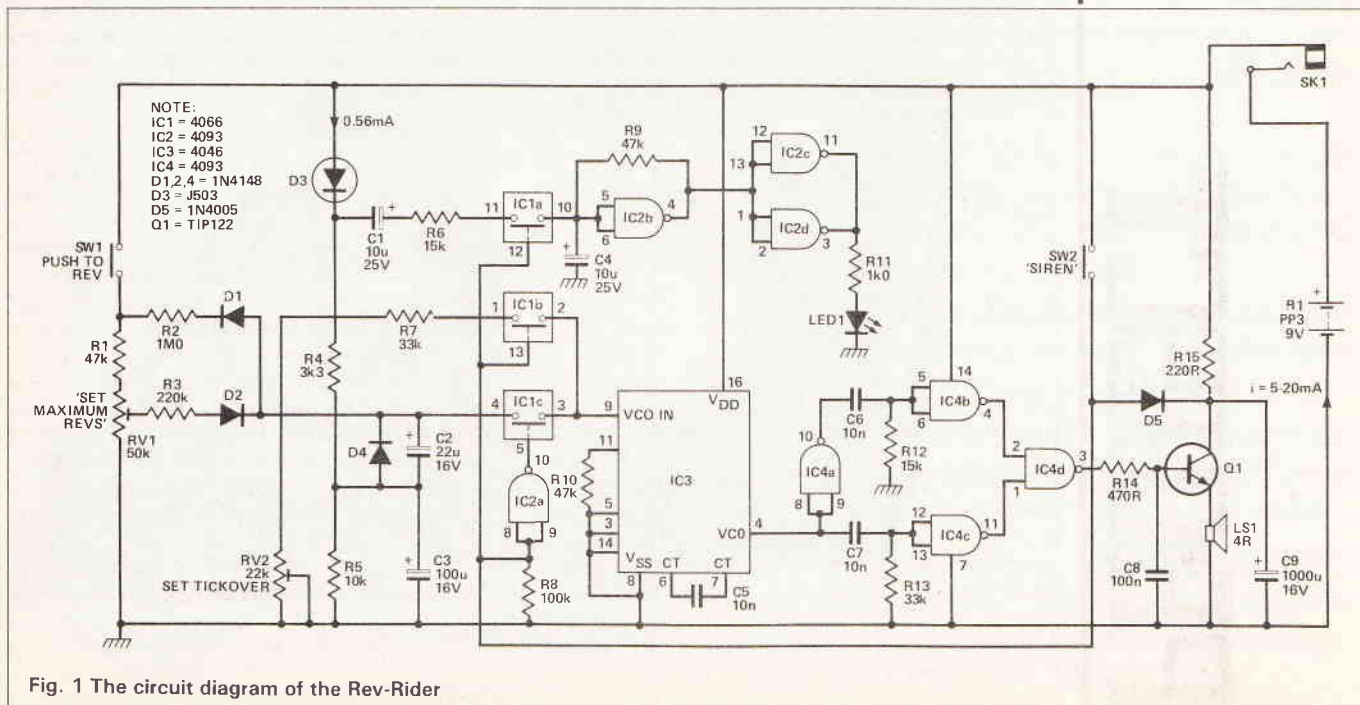 NOTE:
IC1 = 4066
IC2 = 4093
IC3 = 4046
IC4 = 4093
D1,2,4 = 1N4148
D3 = J503
D5 = 1N4005
Q1 = TIP122
0.56mA
D3
SW1
PUSH TO
REV
D1
R2
1M0
R1
47k
R3
220k
D2
'SET
MAXIMUM
REVS'
RV1
50k
C1
10u
25V
R6
15k
11
IC1a
10
12
R9
47k
5
6
IC2b
4
C4
10u
25V
12
13
IC2c
11
1
2
IC2d
3
R11
1k0
LED1
R7
33k
1
IC1b
2
13
R4
3k3
4
IC1c
3
5
10
IC2a
8
9
D4
C2
22u
16V
RV2
22k
SET TICKOVER
R5
10k
C3
100u
16V
R8
100k
R10
47k
9
VCO IN
11
5
3
14
16
VDD
IC3
VCO
4
VSS
8
CT
6
CT
7
C5
10n
10
IC4a
8
9
C6
10n
R12
15k
C7
10n
R13
33k
14
5
6
IC4b
4
12
13
IC4c
11
7
2
1
IC4d
3
R14
470R
C8
100n
SW2
'SIREN'
D5
R15
220R
Q1
LS1
4R
C9
1000u
16V
i = 5-20mA
SK1
R1
PP3
9V
Fig. 1 The circuit diagram of the Rev-Rider